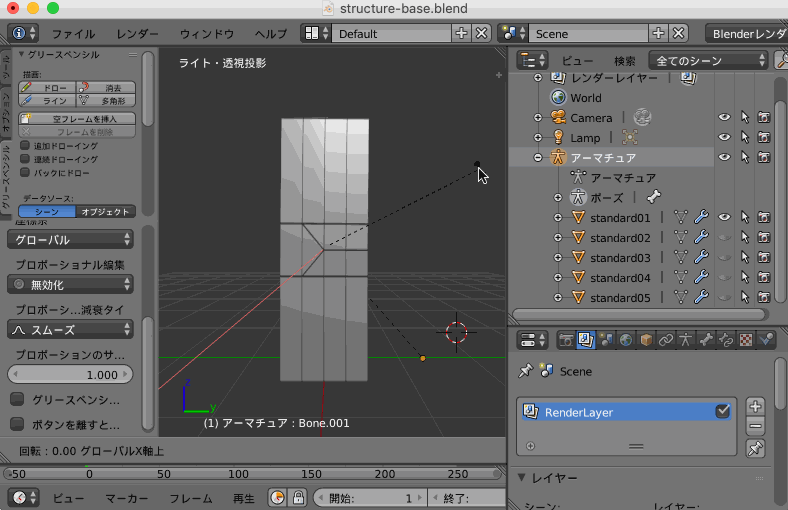 structure-base.blend
ファイル レンダー ウィンドウ ヘルプ Default Scene Blenderレンダ
ツール
オプション
グリースペンシル
グリースペンシル
描画:
ドロー 消去
ライン 多角形
空フレームを挿入
フレームを削除
追加ドローイング
連続ドローイング
パックにドロー
データソース:
シーン オブジェクト
座標系
グローバル
プロポーショナル編集
無効化
プロポーシ...減衰タイ
スムーズ
プロポーションのサ...
1.000
グリースペンシ...
ボタンを離すと...
ライト・透視投影
z
y
(1) アーマチュア : Bone.001
回転 : 0.00 グローバルX軸上
-50 0 50 100 150 200 250
ビュー マーカー フレーム 再生 開始: 1 終了:
ビュー 検索 全てのシーン
レンダーレイヤー
World
Camera
Lamp
アーマチュア
アーマチュア
ポーズ
standard01
standard02
standard03
standard04
standard05
Scene
RenderLayer
レイヤー
シーン: レイヤー: